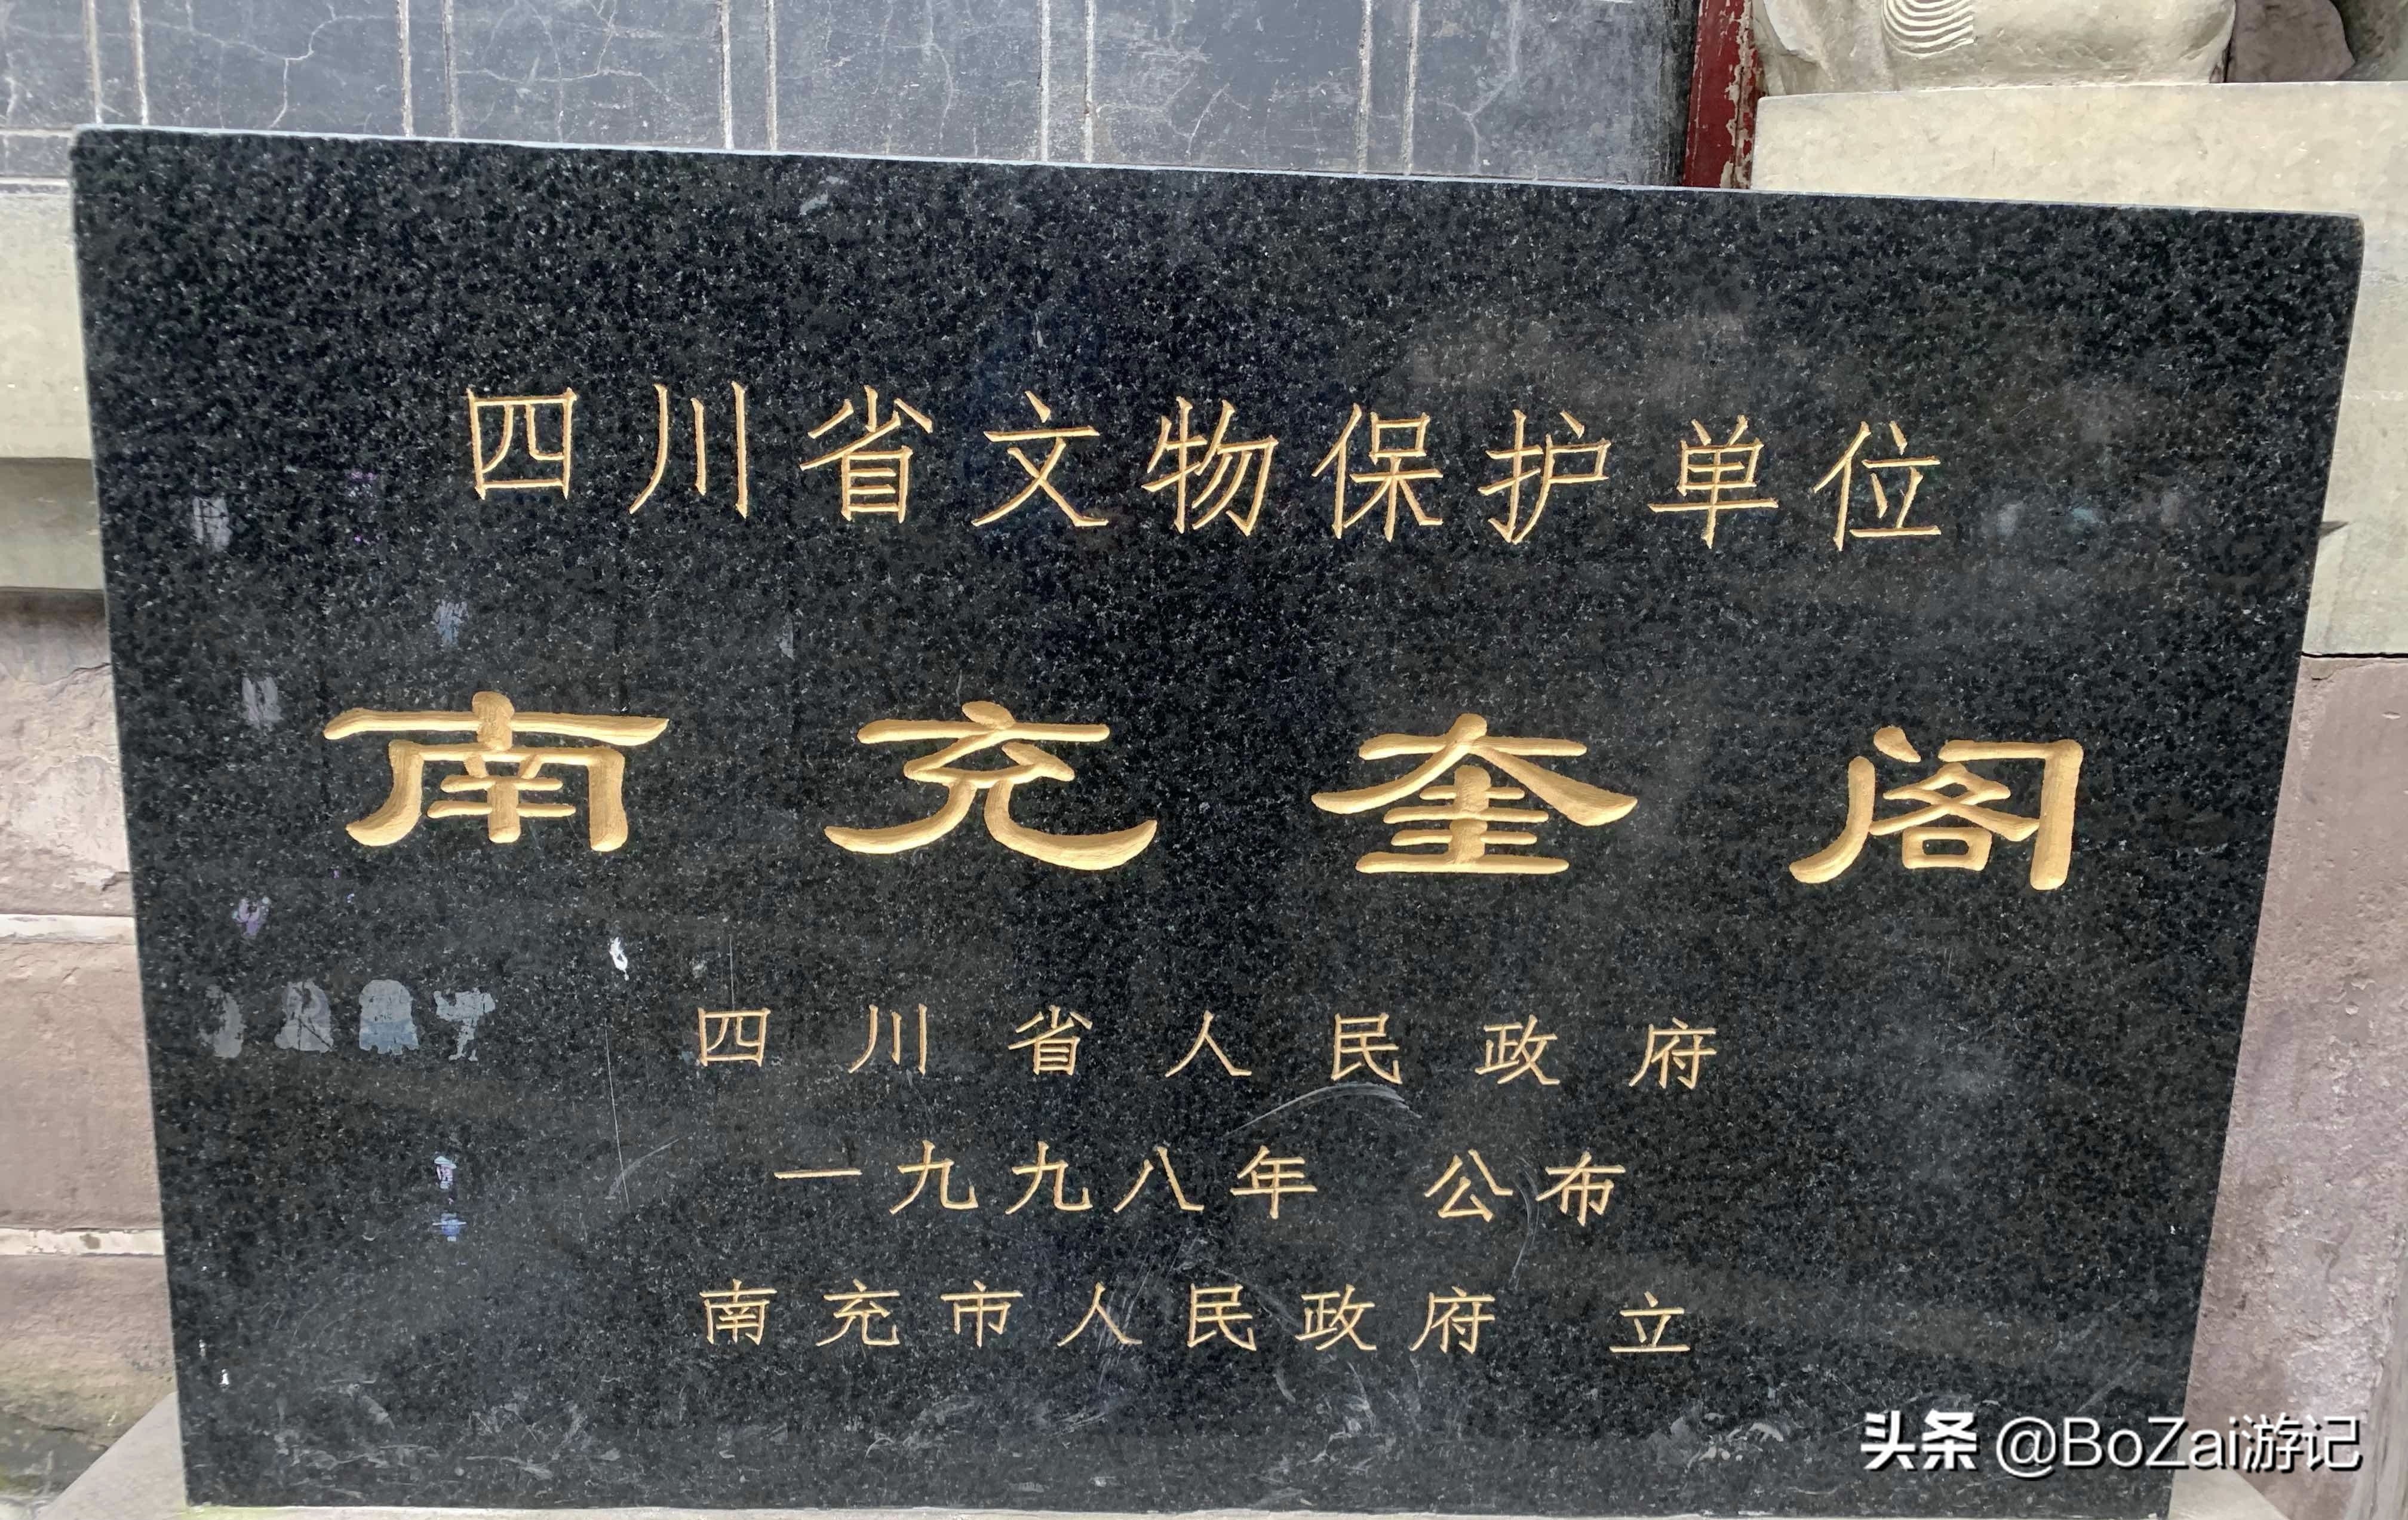 四川省文物保护单位
南充奎阁
四川省人民政府
一九九八年 公布
南充市人民政府 立
头条 @BoZai游记